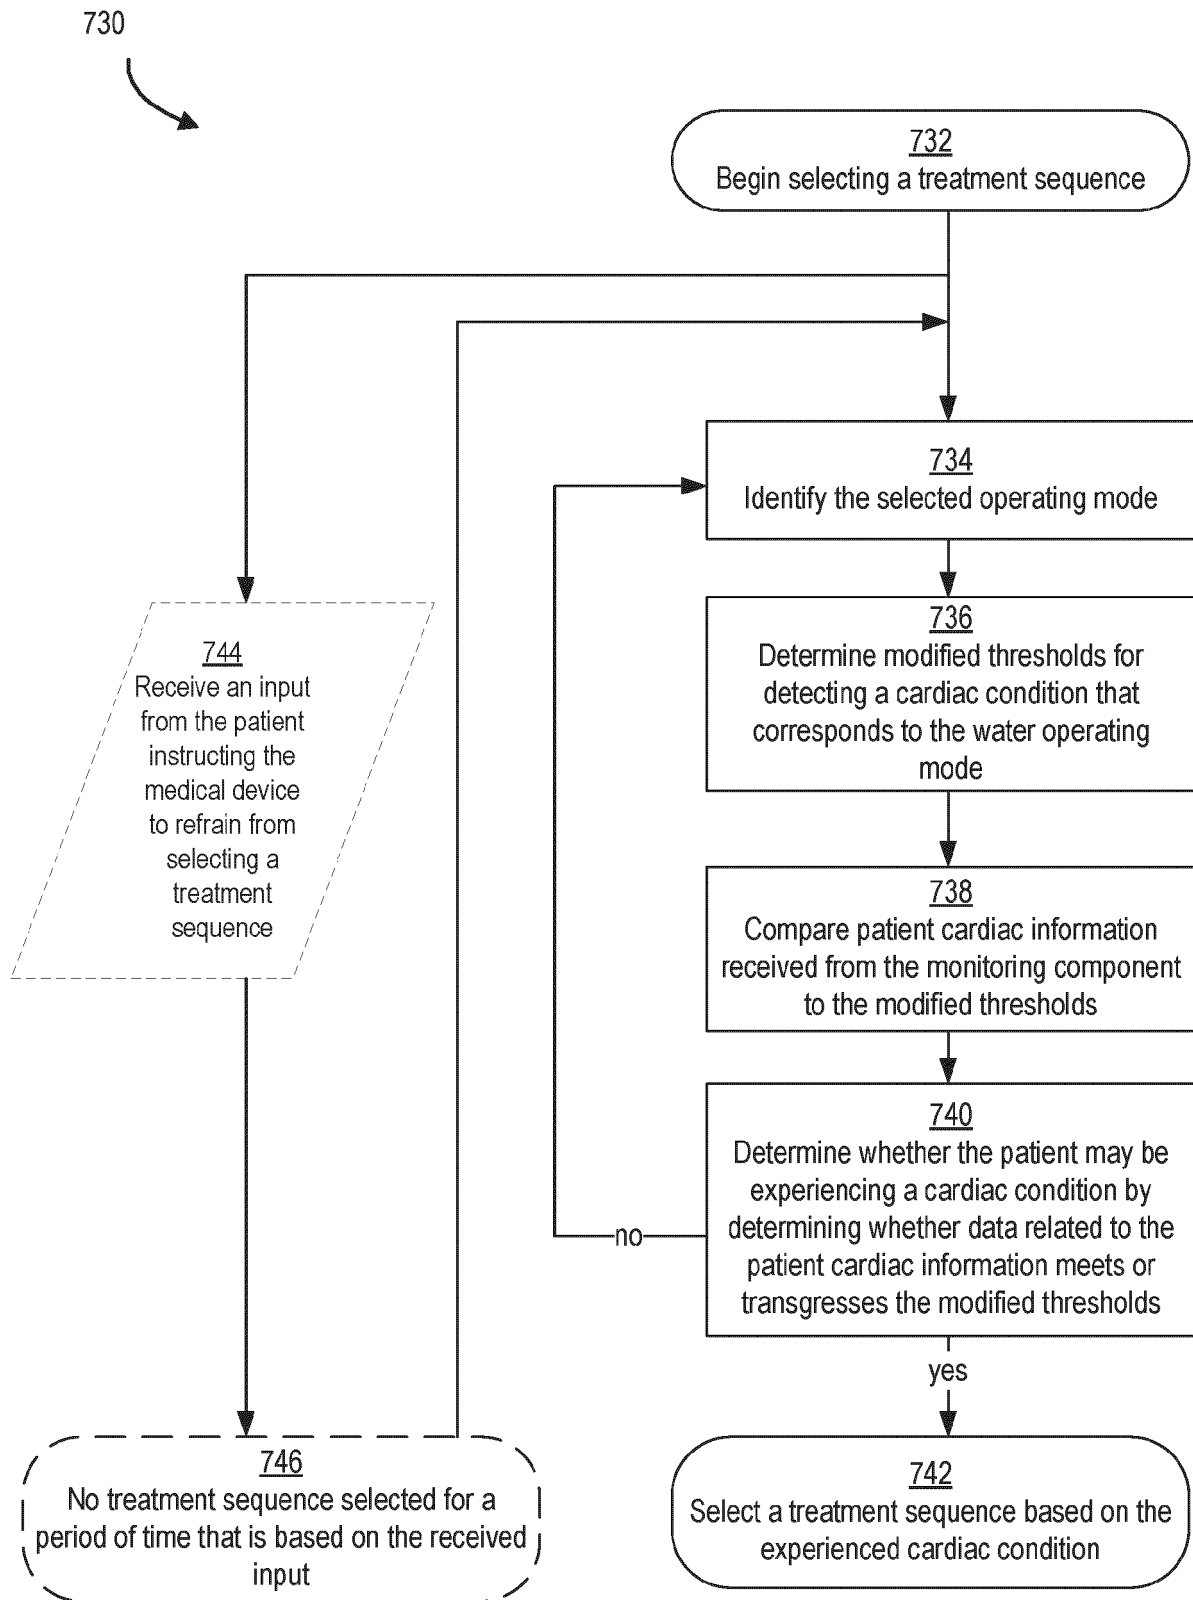 730
732
Begin selecting a treatment sequence
734
Identify the selected operating mode
736
Determine modified thresholds for
detecting a cardiac condition that
corresponds to the water operating
mode
744
Receive an input
from the patient
instructing the
medical device
to refrain from
selecting a
treatment
sequence
738
Compare patient cardiac information
received from the monitoring component
to the modified thresholds
740
Determine whether the patient may be
experiencing a cardiac condition by
determining whether data related to the
patient cardiac information meets or
transgresses the modified thresholds
no
yes
746
No treatment sequence selected for a
period of time that is based on the received
input
742
Select a treatment sequence based on the
experienced cardiac condition